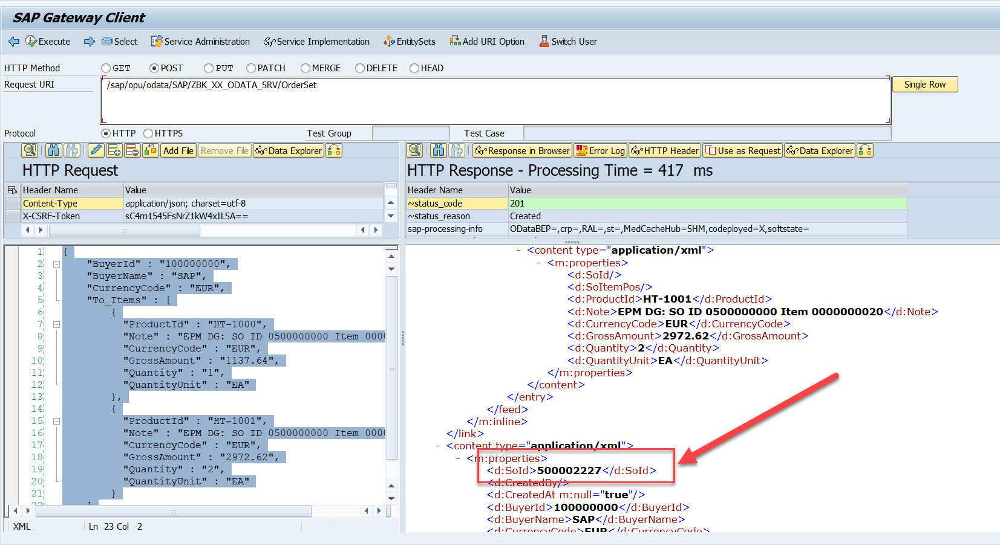 SAP Gateway Client
Execute Select Service Administration Service Implementation EntitySets Add URI Option Switch User
HTTP Method GET POST PUT PATCH MERGE DELETE HEAD
Request URI /sap/opu/odata/SAP/ZBK_XX_ODATA_SRV/OrderSet Single Row
Protocol HTTP HTTPS Test Group Test Case
Add File Remove File Data Explorer
HTTP Request
Header Name Value
Content-Type application/json; charset=utf-8
X-CSRF-Token sC4m1545FsNrZ1kW4xILSA==
1 {
2 "BuyerId" : "100000000",
3 "BuyerName" : "SAP",
4 "CurrencyCode" : "EUR",
5 "To_Items" : [
6 {
7 "ProductId" : "HT-1000",
8 "Note" : "EPM DG: SO ID 0500000000 Item 000
9 "CurrencyCode" : "EUR",
10 "GrossAmount" : "1137.64",
11 "Quantity" : "1",
12 "QuantityUnit" : "EA"
13 },
14 {
15 "ProductId" : "HT-1001",
16 "Note" : "EPM DG: SO ID 0500000000 Item 000
17 "CurrencyCode" : "EUR",
18 "GrossAmount" : "2972.62",
19 "Quantity" : "2",
20 "QuantityUnit" : "EA"
21 }
XML Ln 23 Col 2
Response in Browser Error Log HTTP Header Use as Request Data Explorer
HTTP Response - Processing Time = 417 ms
Header Name Value
~status_code 201
~status_reason Created
sap-processing-info ODataBEP=,crp=,RAL=,st=,MedCacheHub=SHM,codeployed=X,softstate=
- <content type="application/xml">
- <m:properties>
<d:SoId/>
<d:SoItemPos/>
<d:ProductId>HT-1001</d:ProductId>
<d:Note>EPM DG: SO ID 0500000000 Item 0000000020</d:Note>
<d:CurrencyCode>EUR</d:CurrencyCode>
<d:GrossAmount>2972.62</d:GrossAmount>
<d:Quantity>2</d:Quantity>
<d:QuantityUnit>EA</d:QuantityUnit>
</m:properties>
</content>
</entry>
</feed>
</m:inline>
</link>
- <content type="application/xml">
- <m:properties>
<d:SoId>500002227</d:SoId>
<d:CreatedBy/>
<d:CreatedAt m:null="true"/>
<d:BuyerId>100000000</d:BuyerId>
<d:BuyerName>SAP</d:BuyerName>
<d:CurrencyCode>EUR</d:CurrencyCode>